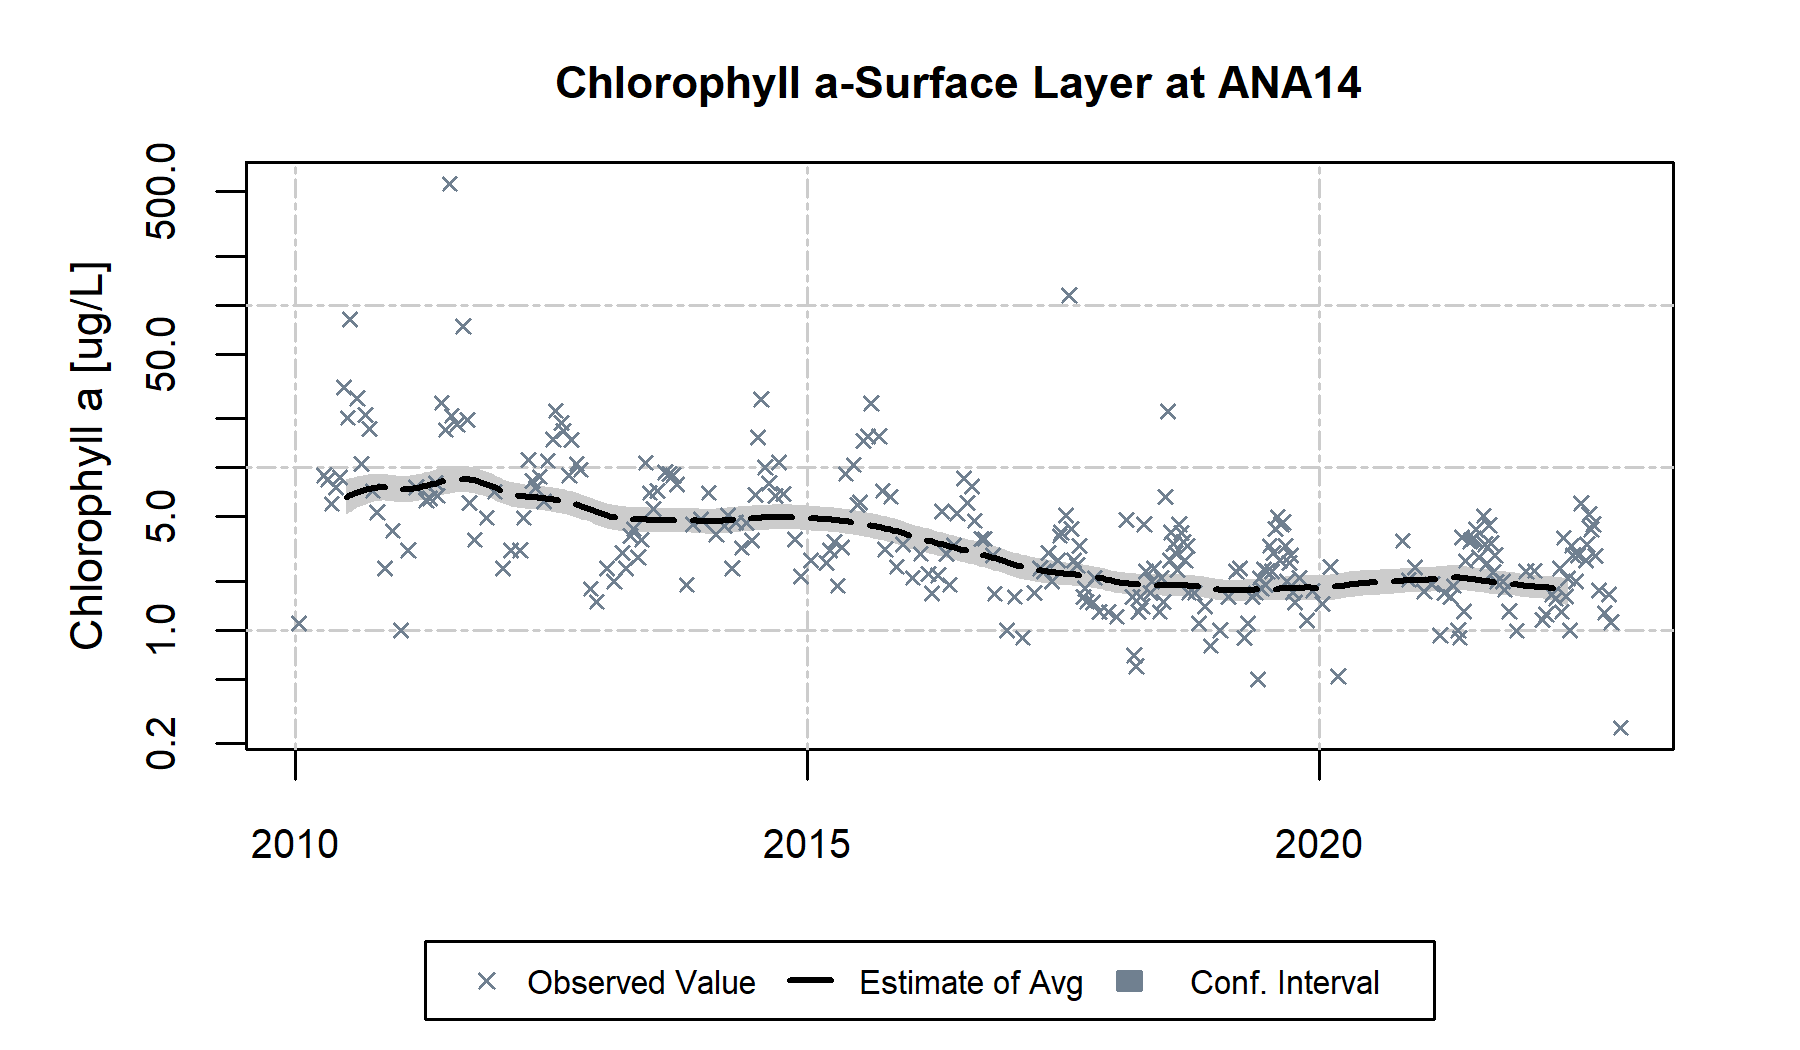 Chlorophyll a-Surface Layer at ANA14
Chlorophyll a [ug/L]
500.0
50.0
5.0
1.0
0.2
2010 2015 2020
Observed Value Estimate of Avg Conf. Interval